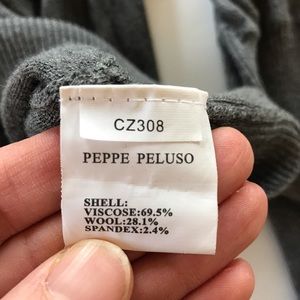 CZ308
PEPPE PELUSO
SHELL:
VISCOSE:69.5%
WOOL:28.1%
SPANDEX:2.4%